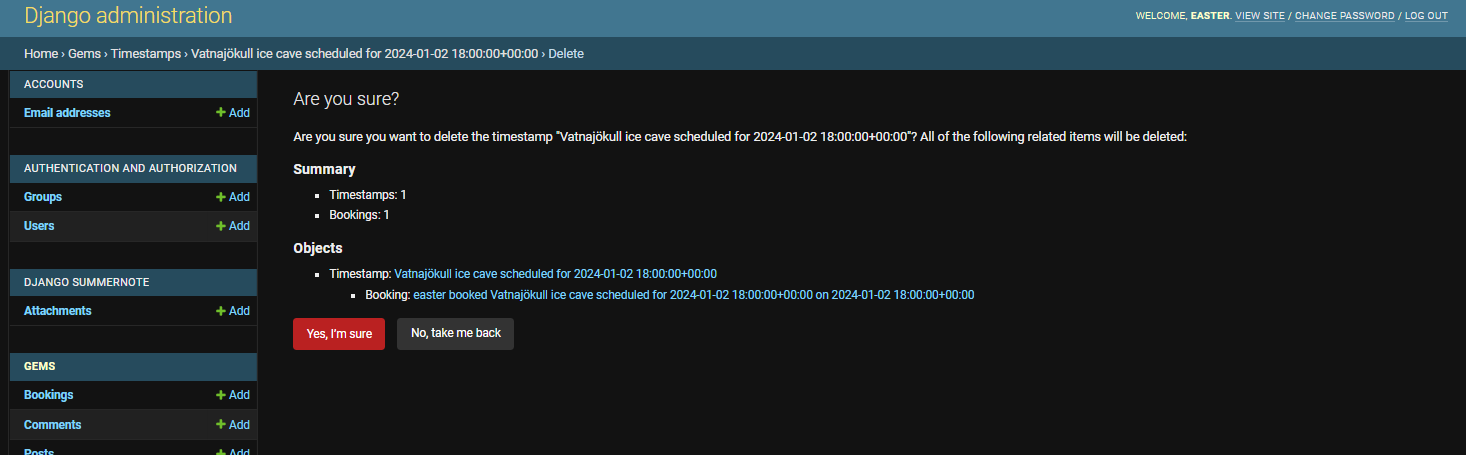 Django administration
WELCOME, EASTER. VIEW SITE / CHANGE PASSWORD / LOG OUT
Home › Gems › Timestamps › Vatnajökull ice cave scheduled for 2024-01-02 18:00:00+00:00 › Delete
ACCOUNTS
Email addresses + Add
AUTHENTICATION AND AUTHORIZATION
Groups + Add
Users + Add
DJANGO SUMMERNOTE
Attachments + Add
GEMS
Bookings + Add
Comments + Add
Posts + Add
Are you sure?
Are you sure you want to delete the timestamp "Vatnajökull ice cave scheduled for 2024-01-02 18:00:00+00:00"? All of the following related items will be deleted:
Summary
Timestamps: 1
Bookings: 1
Objects
Timestamp: Vatnajökull ice cave scheduled for 2024-01-02 18:00:00+00:00
Booking: easter booked Vatnajökull ice cave scheduled for 2024-01-02 18:00:00+00:00 on 2024-01-02 18:00:00+00:00
Yes, I'm sure No, take me back